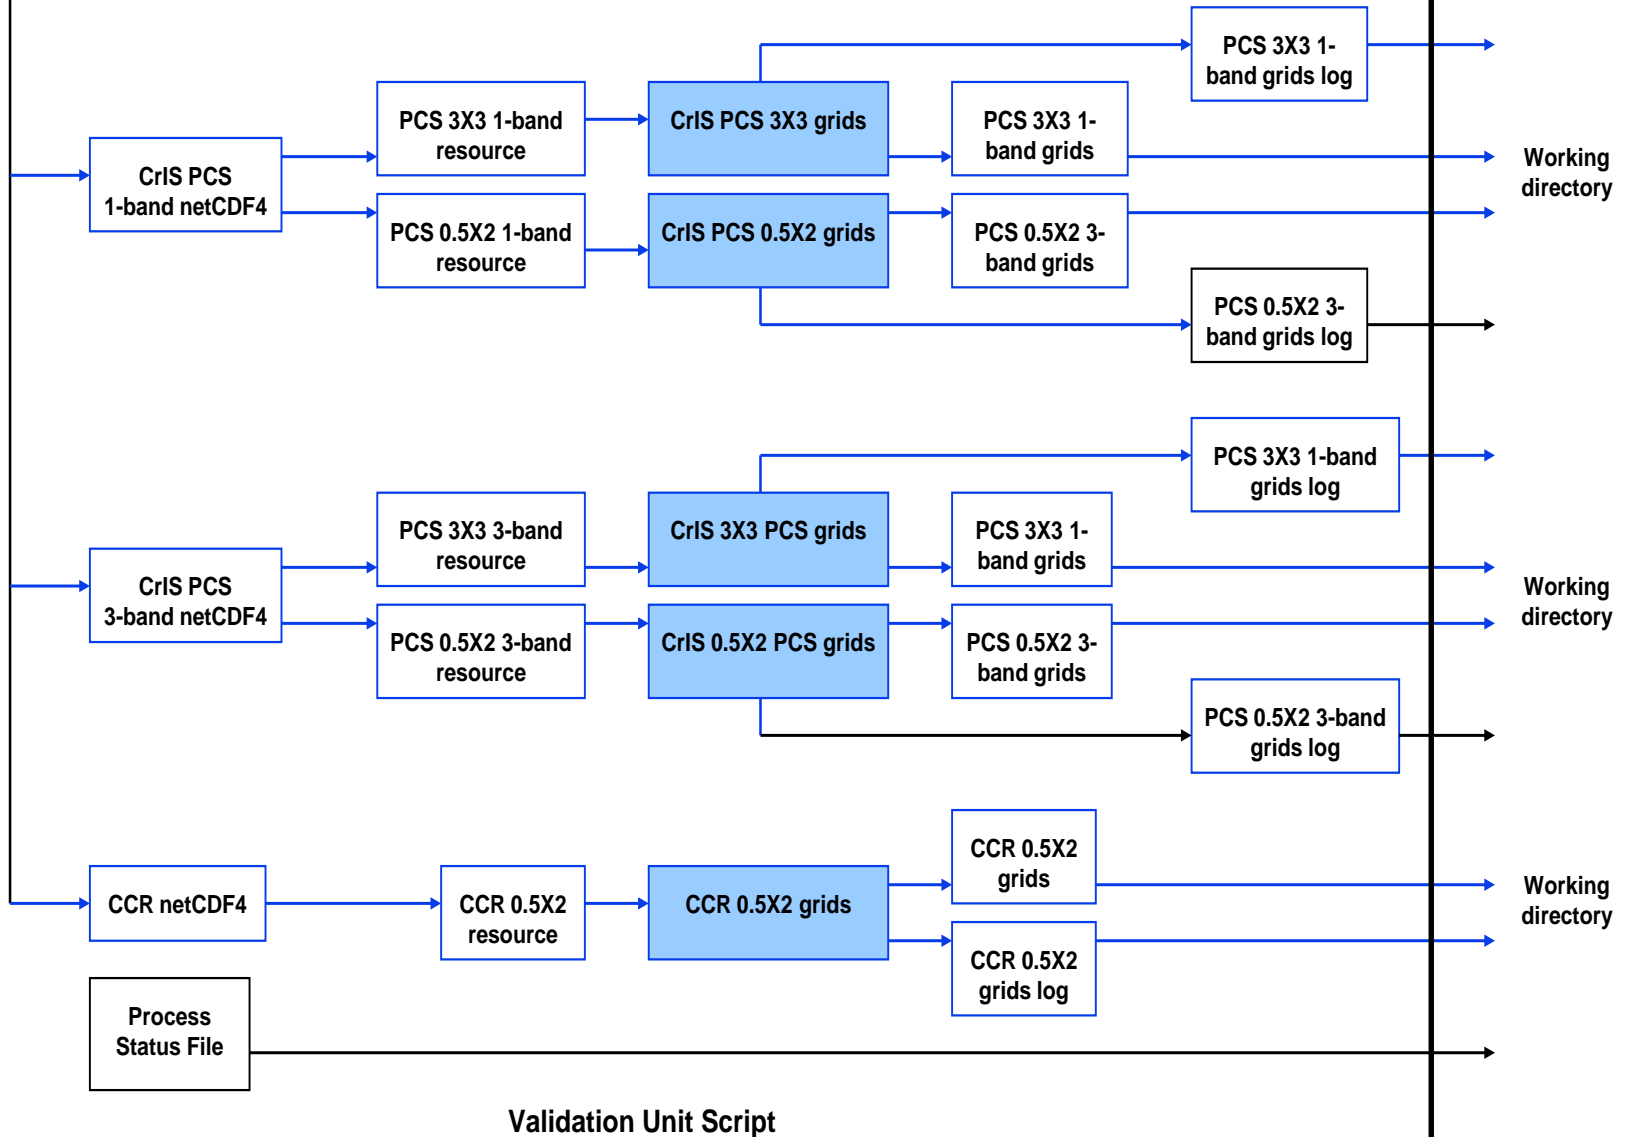 PCS 3X3 1-
band grids log
PCS 3X3 1-band
resource
CrIS PCS 3X3 grids
PCS 3X3 1-
band grids
CrIS PCS
1-band netCDF4
Working
directory
PCS 0.5X2 1-band
resource
CrIS PCS 0.5X2 grids
PCS 0.5X2 3-
band grids
PCS 0.5X2 3-
band grids log
PCS 3X3 1-band
grids log
PCS 3X3 3-band
resource
CrIS 3X3 PCS grids
PCS 3X3 1-
band grids
CrIS PCS
3-band netCDF4
Working
directory
PCS 0.5X2 3-band
resource
CrIS 0.5X2 PCS grids
PCS 0.5X2 3-
band grids
PCS 0.5X2 3-band
grids log
CCR 0.5X2
grids
CCR netCDF4
CCR 0.5X2
resource
CCR 0.5X2 grids
Working
directory
CCR 0.5X2
grids log
Process
Status File
Validation Unit Script